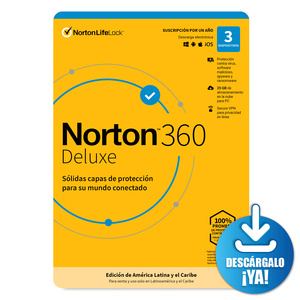 NortonLifeLock
SUSCRIPCIÓN POR UN AÑO
Descarga electrónica
iOS
3
DISPOSITIVOS
Protección
contra virus,
software
malicioso,
spyware y
ransomware
25 GB de
almacenamiento
en la nube
para PC
Secure VPN
para privacidad
en línea
Norton 360
Deluxe
Sólidas capas de protección
para su mundo conectado
100%
Edición de América Latina y el Caribe
Para venta y uso solo en Latinoamérica y el Caribe
DESCÁRGALO
¡YA!